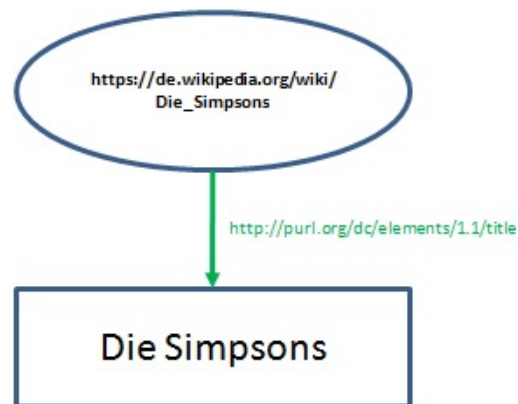 https://de.wikipedia.org/wiki/
Die_Simpsons
http://purl.org/dc/elements/1.1/title
Die Simpsons